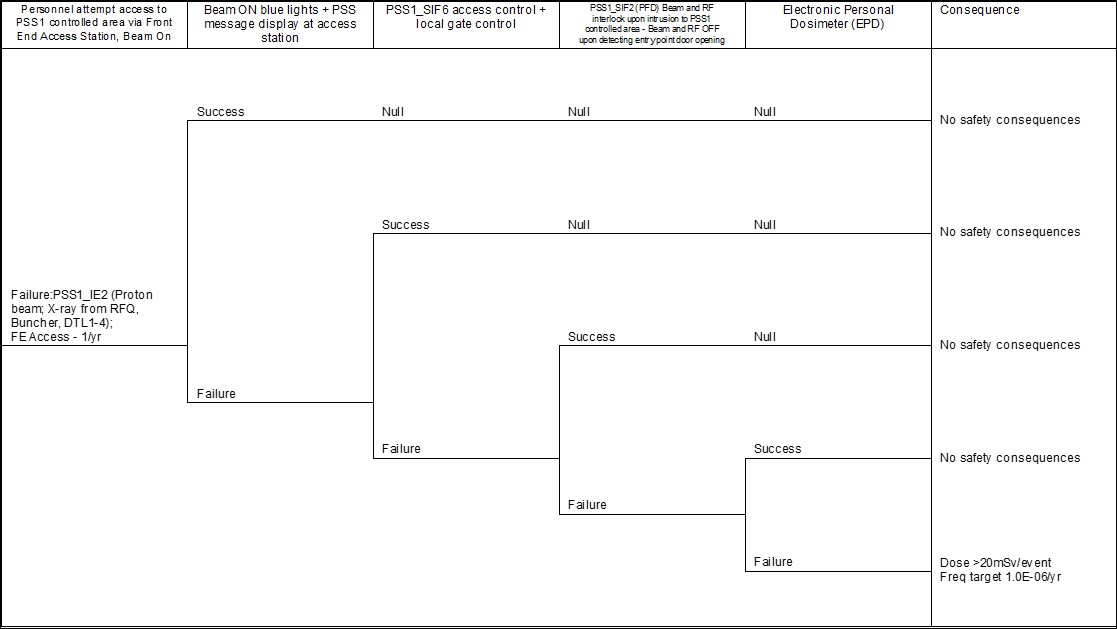 Personnel attempt access to
PSS1 controlled area via Front
End Access Station, Beam On
Beam ON blue lights + PSS
message display at access
station
PSS1_SIF6 access control +
local gate control
PSS1_SIF2 (PFD) Beam and RF
interlock upon intrusion to PSS1
controlled area - Beam and RF OFF
upon detecting entry point door opening
Electronic Personal
Dosimeter (EPD)
Consequence
Success
Null
Null
Null
No safety consequences
Success
Null
Null
No safety consequences
Failure:PSS1_IE2 (Proton
beam; X-ray from RFQ,
Buncher, DTL1-4);
FE Access - 1/yr
Success
Null
No safety consequences
Failure
Failure
Success
No safety consequences
Failure
Failure
Dose >20mSv/event
Freq target 1.0E-06/yr